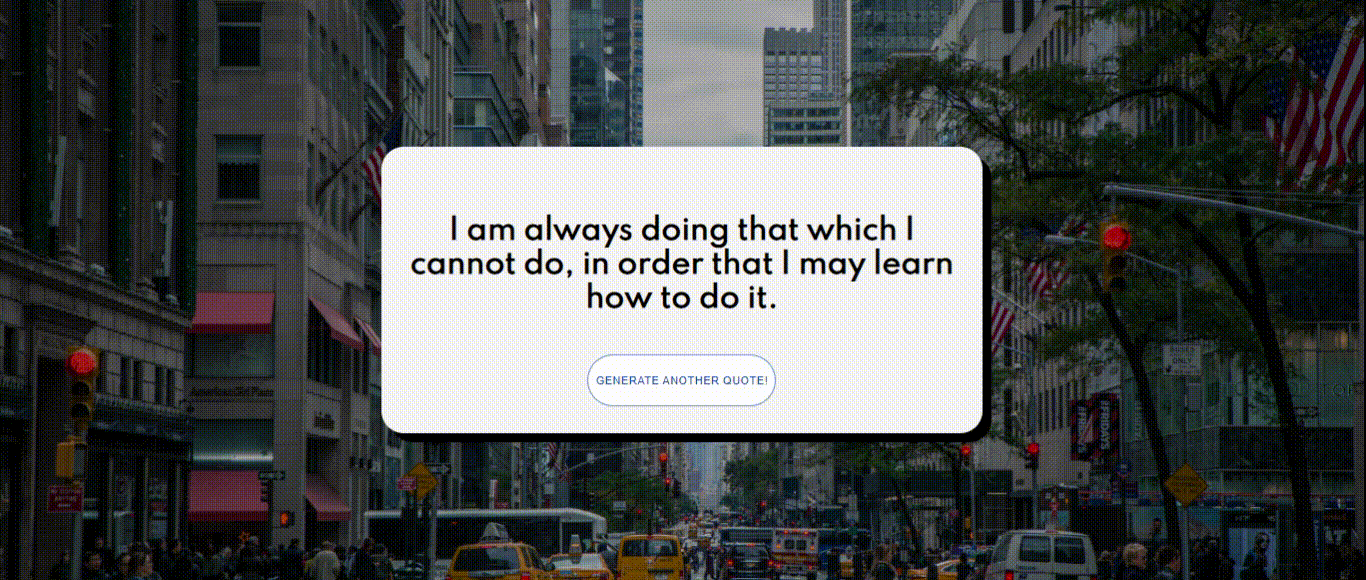 I am always doing that which I
cannot do, in order that I may learn
how to do it.
GENERATE ANOTHER QUOTE!